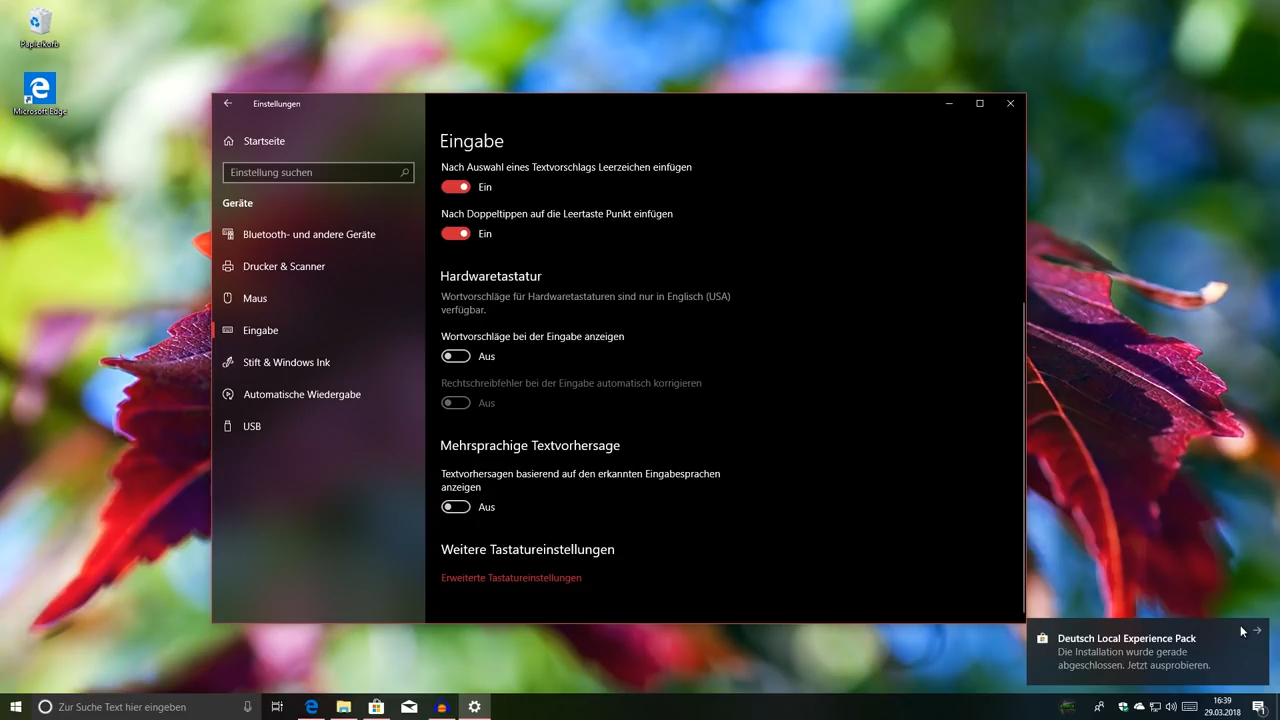 Papierkorb
Microsoft Edge
Einstellungen
Startseite
Einstellung suchen
Geräte
Bluetooth- und andere Geräte
Drucker & Scanner
Maus
Eingabe
Stift & Windows Ink
Automatische Wiedergabe
USB
Eingabe
Nach Auswahl eines Textvorschlags Leerzeichen einfügen
Ein
Nach Doppeltippen auf die Leertaste Punkt einfügen
Ein
Hardwaretastatur
Wortvorschläge für Hardwaretastaturen sind nur in Englisch (USA)
verfügbar.
Wortvorschläge bei der Eingabe anzeigen
Aus
Rechtschreibfehler bei der Eingabe automatisch korrigieren
Aus
Mehrsprachige Textvorhersage
Textvorhersagen basierend auf den erkannten Eingabesprachen
anzeigen
Aus
Weitere Tastatureinstellungen
Erweiterte Tastatureinstellungen
Deutsch Local Experience Pack
Die Installation wurde gerade
abgeschlossen. Jetzt ausprobieren.
Zur Suche Text hier eingeben
16:39
29.03.2018
1